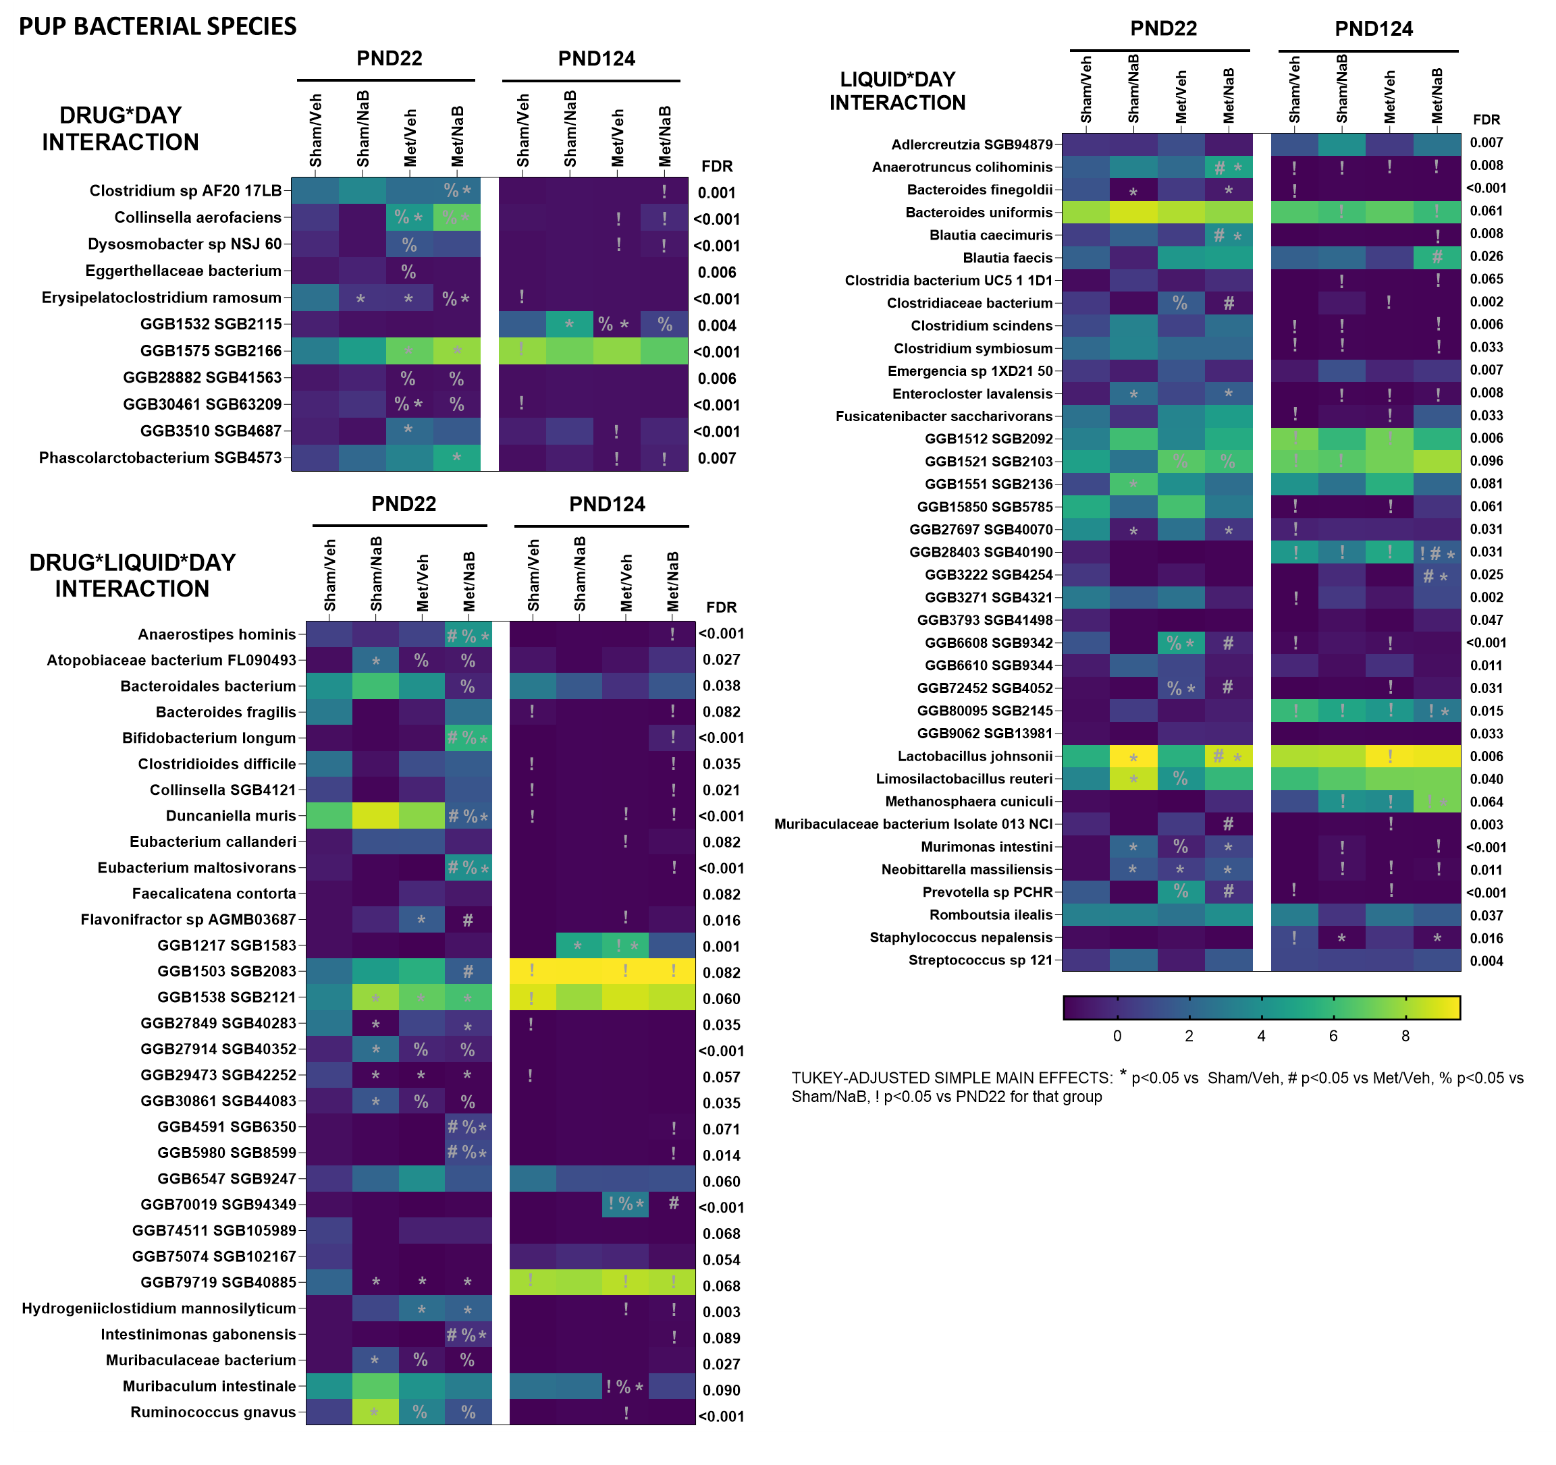 PUP BACTERIAL SPECIES
PND22 PND124
DRUG*DAY
INTERACTION
Sham/Veh Sham/NaB Met/Veh Met/NaB Sham/Veh Sham/NaB Met/Veh Met/NaB
FDR
Clostridium sp AF20 17LB %* ! 0.001
Collinsella aerofaciens %* %* ! ! <0.001
Dysosmobacter sp NSJ 60 % ! ! <0.001
Eggerthellaceae bacterium % 0.006
Erysipelatoclostridium ramosum * * %* ! <0.001
GGB1532 SGB2115 * %* % 0.004
GGB1575 SGB2166 * * ! <0.001
GGB28882 SGB41563 % % 0.006
GGB30461 SGB63209 %* % ! <0.001
GGB3510 SGB4687 * ! <0.001
Phascolarctobacterium SGB4573 * ! ! 0.007
PND22 PND124
DRUG*LIQUID*DAY
INTERACTION
Sham/Veh Sham/NaB Met/Veh Met/NaB Sham/Veh Sham/NaB Met/Veh Met/NaB
FDR
Anaerostipes hominis #%* ! <0.001
Atopobiaceae bacterium FL090493 * % % 0.027
Bacteroidales bacterium % 0.038
Bacteroides fragilis ! ! 0.082
Bifidobacterium longum #%* ! <0.001
Clostridioides difficile ! ! 0.035
Collinsella SGB4121 ! ! 0.021
Duncaniella muris #%* ! ! ! <0.001
Eubacterium callanderi ! 0.082
Eubacterium maltosivorans #%* ! <0.001
Faecalicatena contorta 0.082
Flavonifractor sp AGMB03687 * # ! 0.016
GGB1217 SGB1583 * !* 0.001
GGB1503 SGB2083 # ! ! ! 0.082
GGB1538 SGB2121 * * * ! 0.060
GGB27849 SGB40283 * * ! 0.035
GGB27914 SGB40352 * % % <0.001
GGB29473 SGB42252 * * * ! 0.057
GGB30861 SGB44083 * % % 0.035
GGB4591 SGB6350 #%* ! 0.071
GGB5980 SGB8599 #%* ! 0.014
GGB6547 SGB9247 0.060
GGB70019 SGB94349 !%* # <0.001
GGB74511 SGB105989 0.068
GGB75074 SGB102167 0.054
GGB79719 SGB40885 * * * ! ! ! 0.068
Hydrogeniiclostidium mannosilyticum * * ! ! 0.003
Intestinimonas gabonensis #%* ! 0.089
Muribaculaceae bacterium * % % 0.027
Muribaculum intestinale !%* 0.090
Ruminococcus gnavus * % % ! <0.001
PND22 PND124
LIQUID*DAY
INTERACTION
Sham/Veh Sham/NaB Met/Veh Met/NaB Sham/Veh Sham/NaB Met/Veh Met/NaB
FDR
Adlercreutzia SGB94879 0.007
Anaerotruncus colihominis #* ! ! ! ! 0.008
Bacteroides finegoldii * * ! <0.001
Bacteroides uniformis ! ! 0.061
Blautia caecimuris #* ! 0.008
Blautia faecis # 0.026
Clostridia bacterium UC5 1 1D1 ! ! 0.065
Clostridiaceae bacterium % # ! 0.002
Clostridium scindens ! ! ! 0.006
Clostridium symbiosum ! ! ! 0.033
Emergencia sp 1XD21 50 0.007
Enterocloster lavalensis * * ! ! ! 0.008
Fusicatenibacter saccharivorans ! ! 0.033
GGB1512 SGB2092 ! ! 0.006
GGB1521 SGB2103 % % ! ! 0.096
GGB1551 SGB2136 * 0.081
GGB15850 SGB5785 ! ! 0.061
GGB27697 SGB40070 * * ! 0.031
GGB28403 SGB40190 ! ! ! !#* 0.031
GGB3222 SGB4254 #* 0.025
GGB3271 SGB4321 ! 0.002
GGB3793 SGB41498 0.047
GGB6608 SGB9342 %* # ! ! <0.001
GGB6610 SGB9344 0.011
GGB72452 SGB4052 %* # ! 0.031
GGB80095 SGB2145 ! ! ! !* 0.015
GGB9062 SGB13981 0.033
Lactobacillus johnsonii * #* ! 0.006
Limosilactobacillus reuteri * % 0.040
Methanosphaera cuniculi ! ! !* 0.064
Muribaculaceae bacterium Isolate 013 NCI # ! 0.003
Murimonas intestini * % * ! ! <0.001
Neobittarella massiliensis * * * ! ! ! 0.011
Prevotella sp PCHR % # ! ! <0.001
Romboutsia ilealis 0.037
Staphylococcus nepalensis ! * * 0.016
Streptococcus sp 121 0.004
0 2 4 6 8
TUKEY-ADJUSTED SIMPLE MAIN EFFECTS: * p<0.05 vs Sham/Veh, # p<0.05 vs Met/Veh, % p<0.05 vs
Sham/NaB, ! p<0.05 vs PND22 for that group